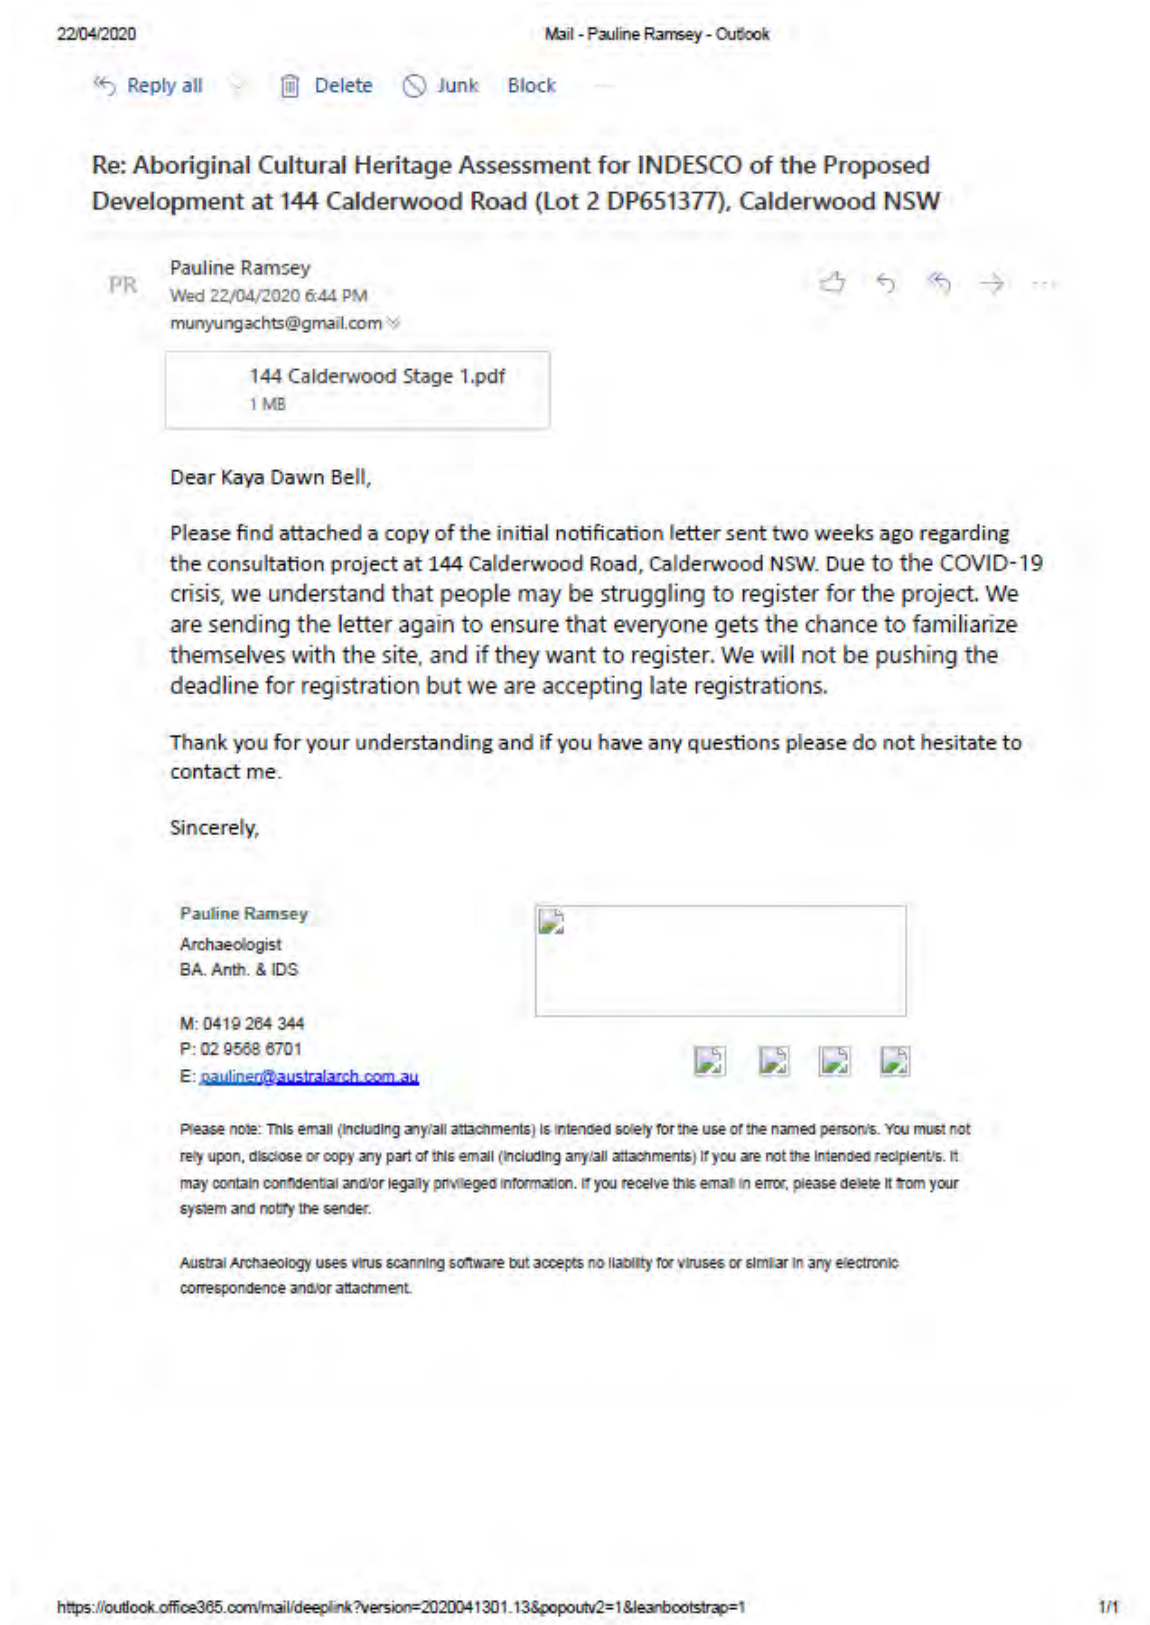 22/04/2020
Mail - Pauline Ramsey - Outlook
Reply all
Delete
Junk
Block
Re: Aboriginal Cultural Heritage Assessment for INDESCO of the Proposed
Development at 144 Calderwood Road (Lot 2 DP651377), Calderwood NSW
PR
Pauline Ramsey
Wed 22/04/2020 6:44 PM
munyungachts@gmail.com
144 Calderwood Stage 1.pdf
1 MB
Dear Kaya Dawn Bell,
Please find attached a copy of the initial notification letter sent two weeks ago regarding
the consultation project at 144 Calderwood Road, Calderwood NSW. Due to the COVID-19
crisis, we understand that people may be struggling to register for the project. We
are sending the letter again to ensure that everyone gets the chance to familiarize
themselves with the site, and if they want to register. We will not be pushing the
deadline for registration but we are accepting late registrations.
Thank you for your understanding and if you have any questions please do not hesitate to
contact me.
Sincerely,
Pauline Ramsey
Archaeologist
BA. Anth. & IDS
M: 0419 264 344
P: 02 9568 6701
E: pauliner@australarch.com.au
Please note: This email (including any/all attachments) is intended solely for the use of the named person/s. You must not
rely upon, disclose or copy any part of this email (including any/all attachments) if you are not the intended recipient/s. It
may contain confidential and/or legally privileged information. If you receive this email in error, please delete it from your
system and notify the sender.
Austral Archaeology uses virus scanning software but accepts no liability for viruses or similar in any electronic
correspondence and/or attachment.
https://outlook.office365.com/mail/deeplink?version=2020041301.13&popoutv2=1&leanbootstrap=1
1/1